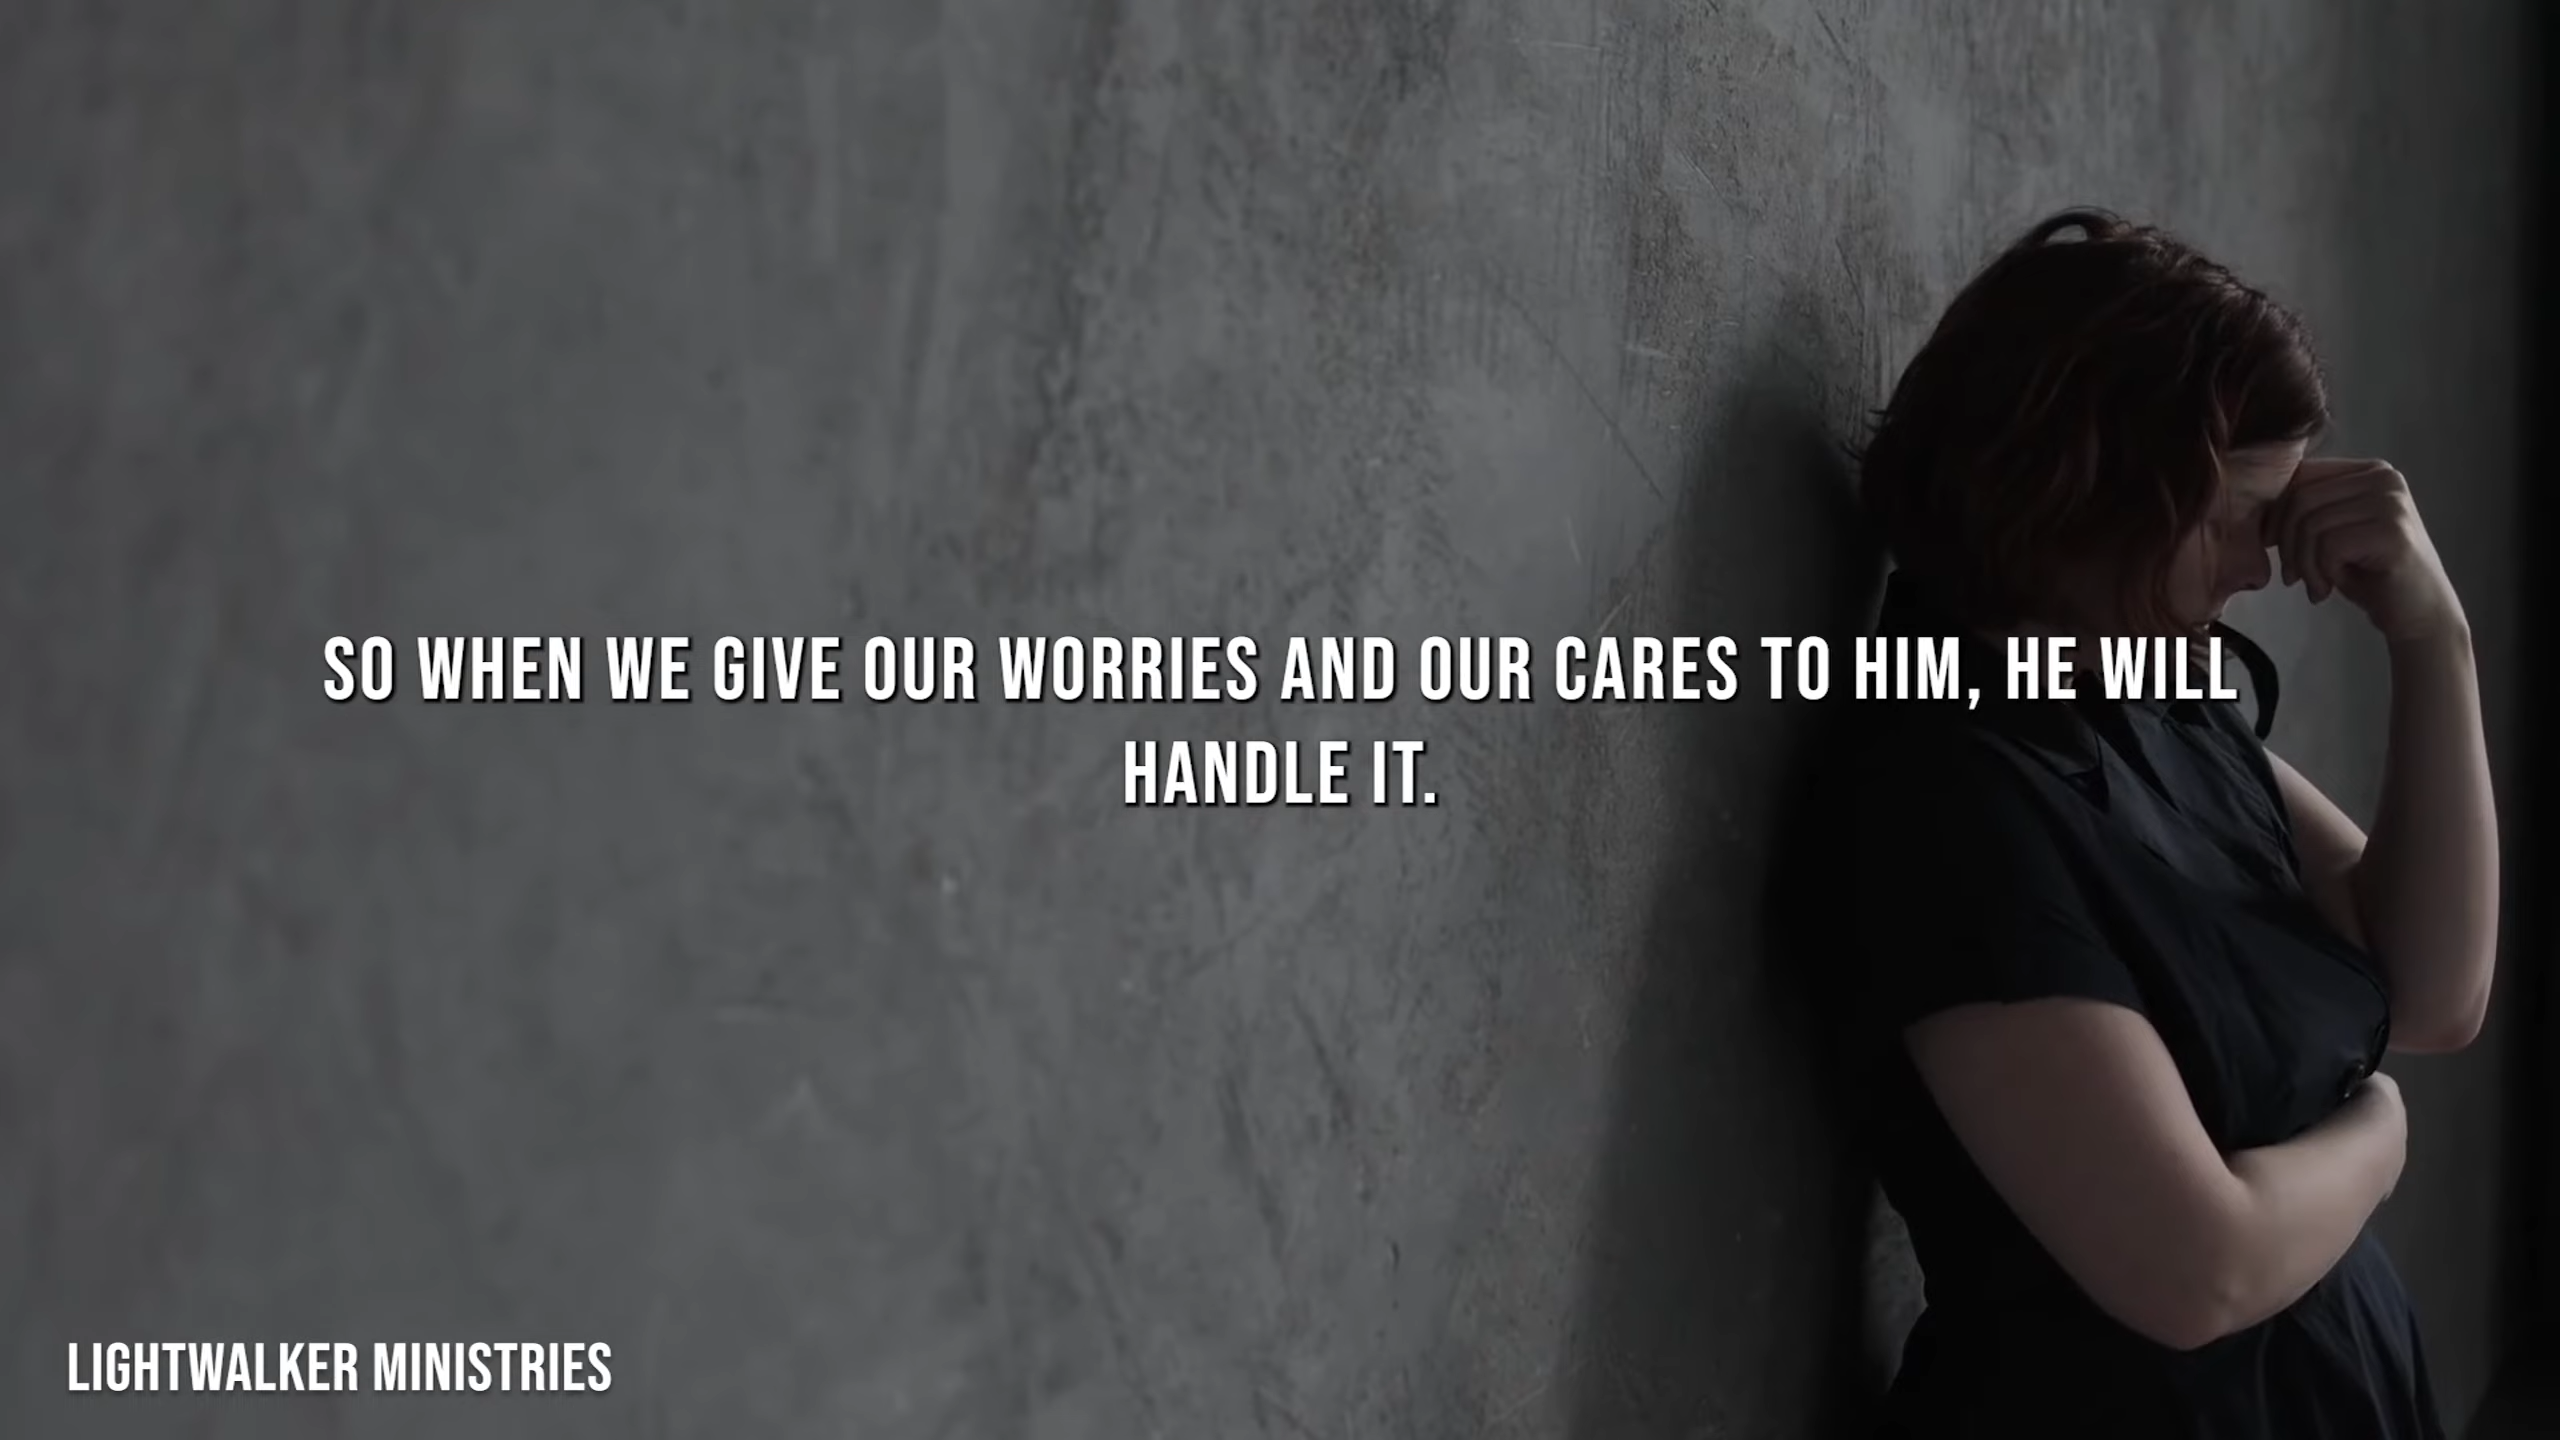 SO WHEN WE GIVE OUR WORRIES AND OUR CARES TO HIM, HE WILL
HANDLE IT.
LIGHTWALKER MINISTRIES